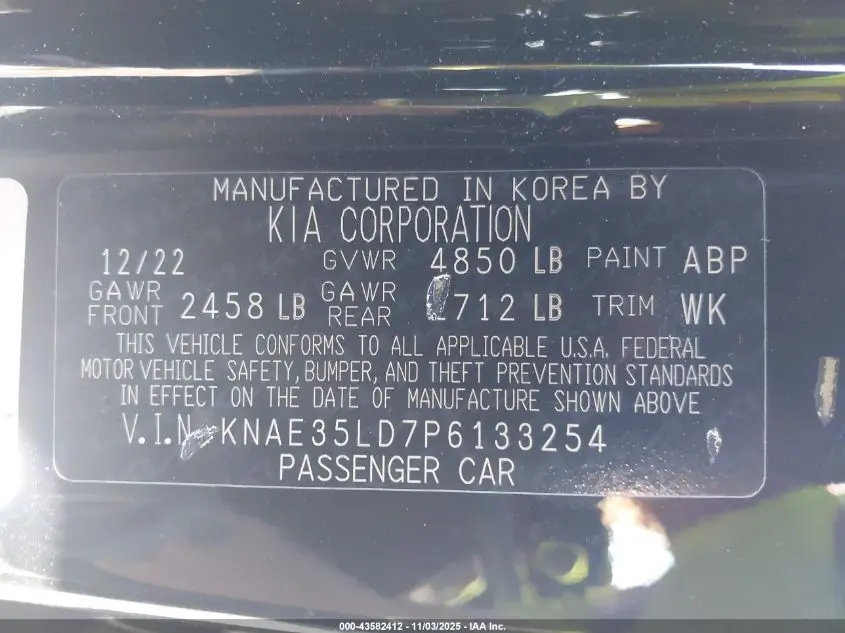 MANUFACTURED IN KOREA BY
KIA CORPORATION
12/22 GVWR 4850 LB PAINT ABP
GAWR FRONT 2458 LB GAWR REAR 712 LB TRIM WK
THIS VEHICLE CONFORMS TO ALL APPLICABLE U.S.A. FEDERAL
MOTOR VEHICLE SAFETY, BUMPER, AND THEFT PREVENTION STANDARDS
IN EFFECT ON THE DATE OF MANUFACTURE SHOWN ABOVE
V.I.N KNAE35LD7P6133254
PASSENGER CAR
000-43582412 - 11/03/2025 - IAA Inc.